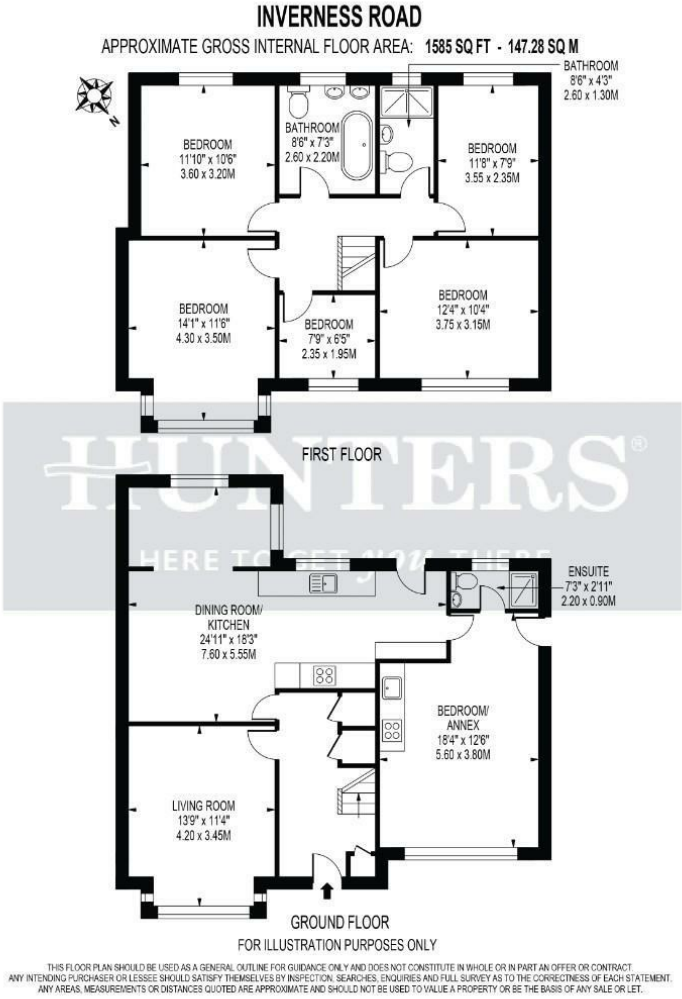 INVERNESS ROAD
APPROXIMATE GROSS INTERNAL FLOOR AREA: 1585 SQ FT - 147.28 SQ M
BATHROOM
8'6" x 4'3"
2.60 x 1.30M
N
BEDROOM
11'10" x 10'6"
3.60 x 3.20M
BATHROOM
8'6" x 7'3"
2.60 x 2.20M
BEDROOM
11'8" x 7'9"
3.55 x 2.35M
BEDROOM
14'1" x 11'6"
4.30 x 3.50M
BEDROOM
7'9" x 6'5"
2.35 x 1.95M
BEDROOM
12'4" x 10'4"
3.75 x 3.15M
FIRST FLOOR
HUNTERS®
HERE TO GET you THERE
ENSUITE
7'3" x 2'11"
2.20 x 0.90M
DINING ROOM/
KITCHEN
24'11" x 18'3"
7.60 x 5.55M
BEDROOM/
ANNEX
18'4" x 12'6"
5.60 x 3.80M
LIVING ROOM
13'9" x 11'4"
4.20 x 3.45M
GROUND FLOOR
FOR ILLUSTRATION PURPOSES ONLY
THIS FLOOR PLAN SHOULD BE USED AS A GENERAL OUTLINE FOR GUIDANCE ONLY AND DOES NOT CONSTITUTE IN WHOLE OR IN PART AN OFFER OR CONTRACT.
ANY INTENDING PURCHASER OR LESSEE SHOULD SATISFY THEMSELVES BY INSPECTION, SEARCHES, ENQUIRIES AND FULL SURVEY AS TO THE CORRECTNESS OF EACH STATEMENT.
ANY AREAS, MEASUREMENTS OR DISTANCES QUOTED ARE APPROXIMATE AND SHOULD NOT BE USED TO VALUE A PROPERTY OR BE THE BASIS OF ANY SALE OR LET.